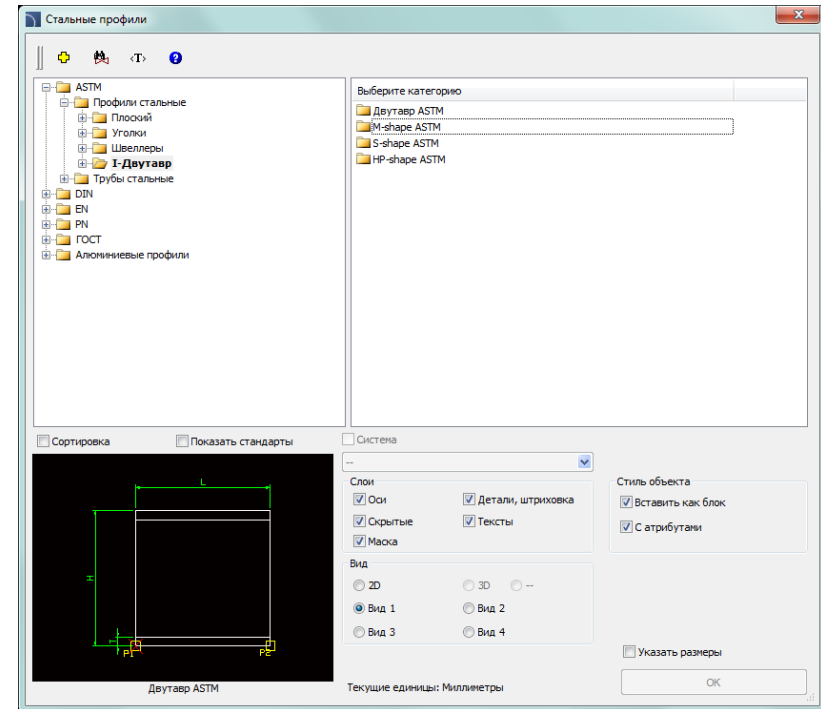 Стальные профили
‹T›
ASTM
Профили стальные
Плоский
Уголки
Швеллеры
I-Двутавр
Трубы стальные
DIN
EN
PN
ГОСТ
Алюминиевые профили
Выберите категорию
Двутавр ASTM
M-shape ASTM
S-shape ASTM
HP-shape ASTM
Сортировка
Показать стандарты
Система
--
Слои
Оси
Детали, штриховка
Скрытые
Тексты
Маска
Стиль объекта
Вставить как блок
С атрибутами
Вид
2D
3D
--
Вид 1
Вид 2
Вид 3
Вид 4
Указать размеры
L
H
T
P1
P2
Двутавр ASTM
Текущие единицы: Миллиметры
OK